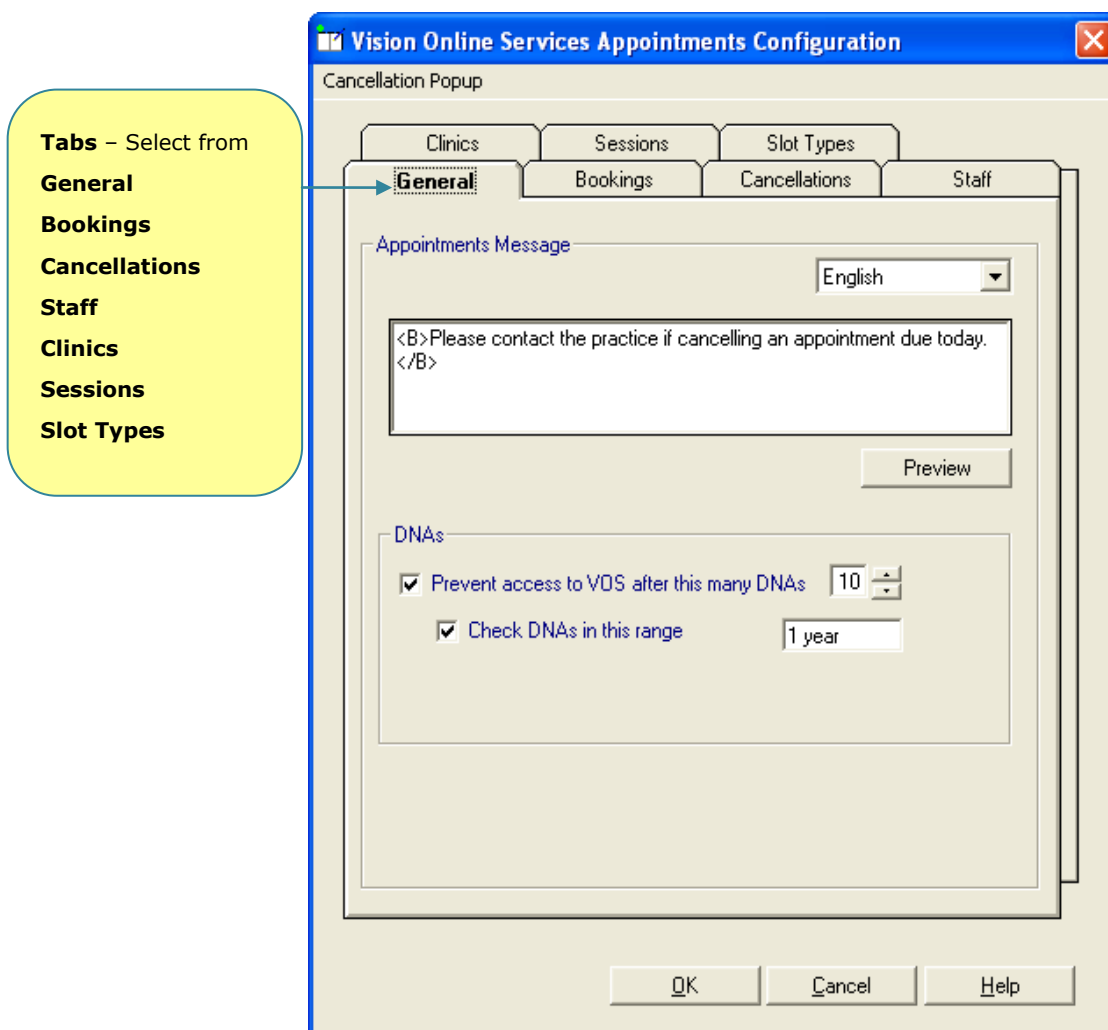 Vision Online Services Appointments Configuration
Cancellation Popup
Tabs – Select from
General
Bookings
Cancellations
Staff
Clinics
Sessions
Slot Types
Clinics Sessions Slot Types
General Bookings Cancellations Staff
Appointments Message
English
<B>Please contact the practice if cancelling an appointment due today.
</B>
Preview
DNAs
Prevent access to VOS after this many DNAs 10
Check DNAs in this range 1 year
OK Cancel Help